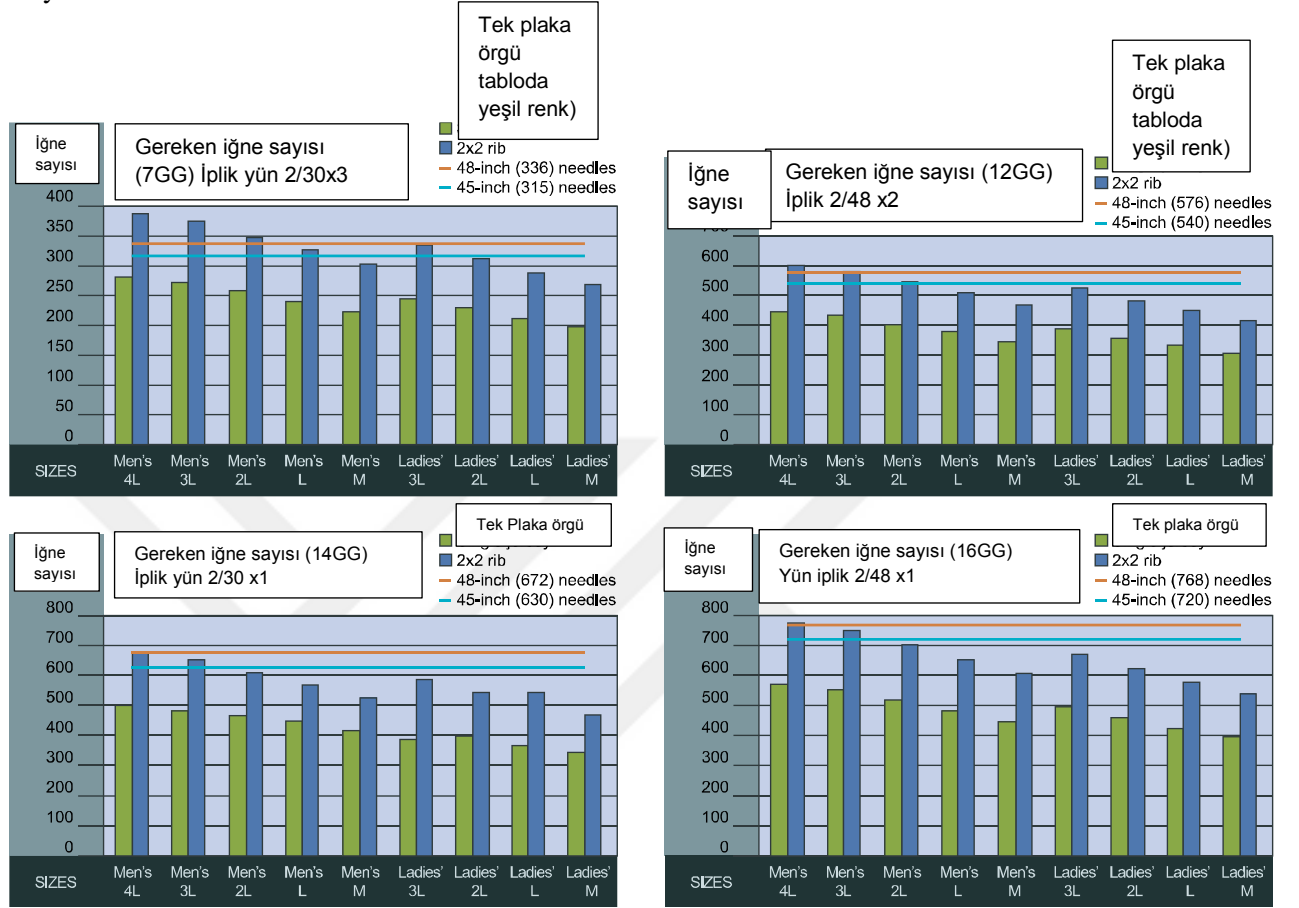 Tek plaka
örgü
tabloda
yeşil renk)
İğne
sayısı
Gereken iğne sayısı
(7GG) İplik yün 2/30x3
2x2 rib
48-inch (336) needles
45-inch (315) needles
400
350
300
250
200
150
100
50
0
SIZES
Men's 4L
Men's 3L
Men's 2L
Men's L
Men's M
Ladies' 3L
Ladies' 2L
Ladies' L
Ladies' M
Tek plaka
örgü
tabloda
yeşil renk)
İğne
sayısı
Gereken iğne sayısı (12GG)
İplik 2/48 x2
2x2 rib
48-inch (576) needles
45-inch (540) needles
700
600
500
400
300
200
100
0
SIZES
Men's 4L
Men's 3L
Men's 2L
Men's L
Men's M
Ladies' 3L
Ladies' 2L
Ladies' L
Ladies' M
Tek Plaka örgü
İğne
sayısı
Gereken iğne sayısı (14GG)
İplik yün 2/30 x1
2x2 rib
48-inch (672) needles
45-inch (630) needles
800
700
600
500
400
300
200
100
0
SIZES
Men's 4L
Men's 3L
Men's 2L
Men's L
Men's M
Ladies' 3L
Ladies' 2L
Ladies' L
Ladies' M
Tek plaka örgü
İğne
sayısı
Gereken iğne sayısı (16GG)
Yün iplik 2/48 x1
2x2 rib
48-inch (768) needles
45-inch (720) needles
800
700
600
500
400
300
200
100
0
SIZES
Men's 4L
Men's 3L
Men's 2L
Men's L
Men's M
Ladies' 3L
Ladies' 2L
Ladies' L
Ladies' M